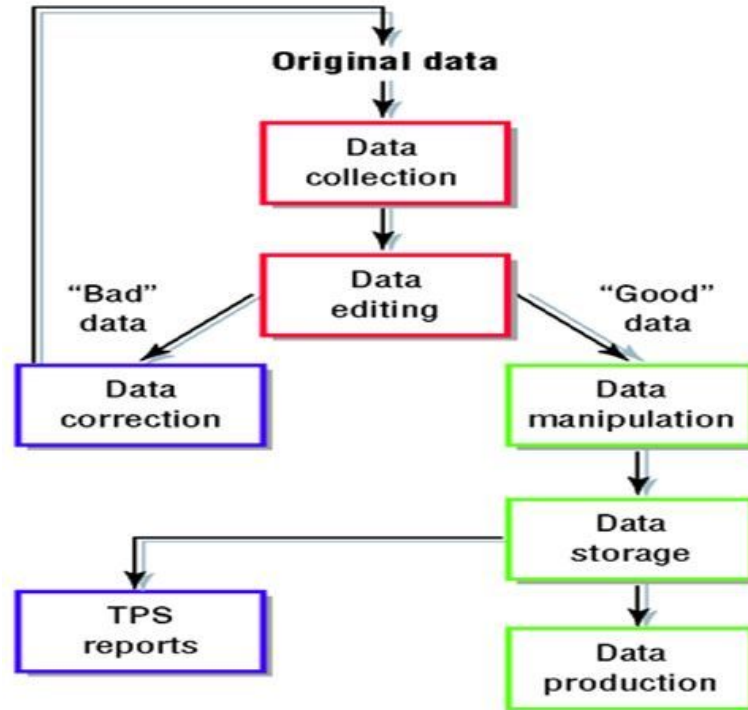 Original data
Data
collection
Data
editing
“Bad”
data
“Good”
data
Data
correction
Data
manipulation
Data
storage
TPS
reports
Data
production